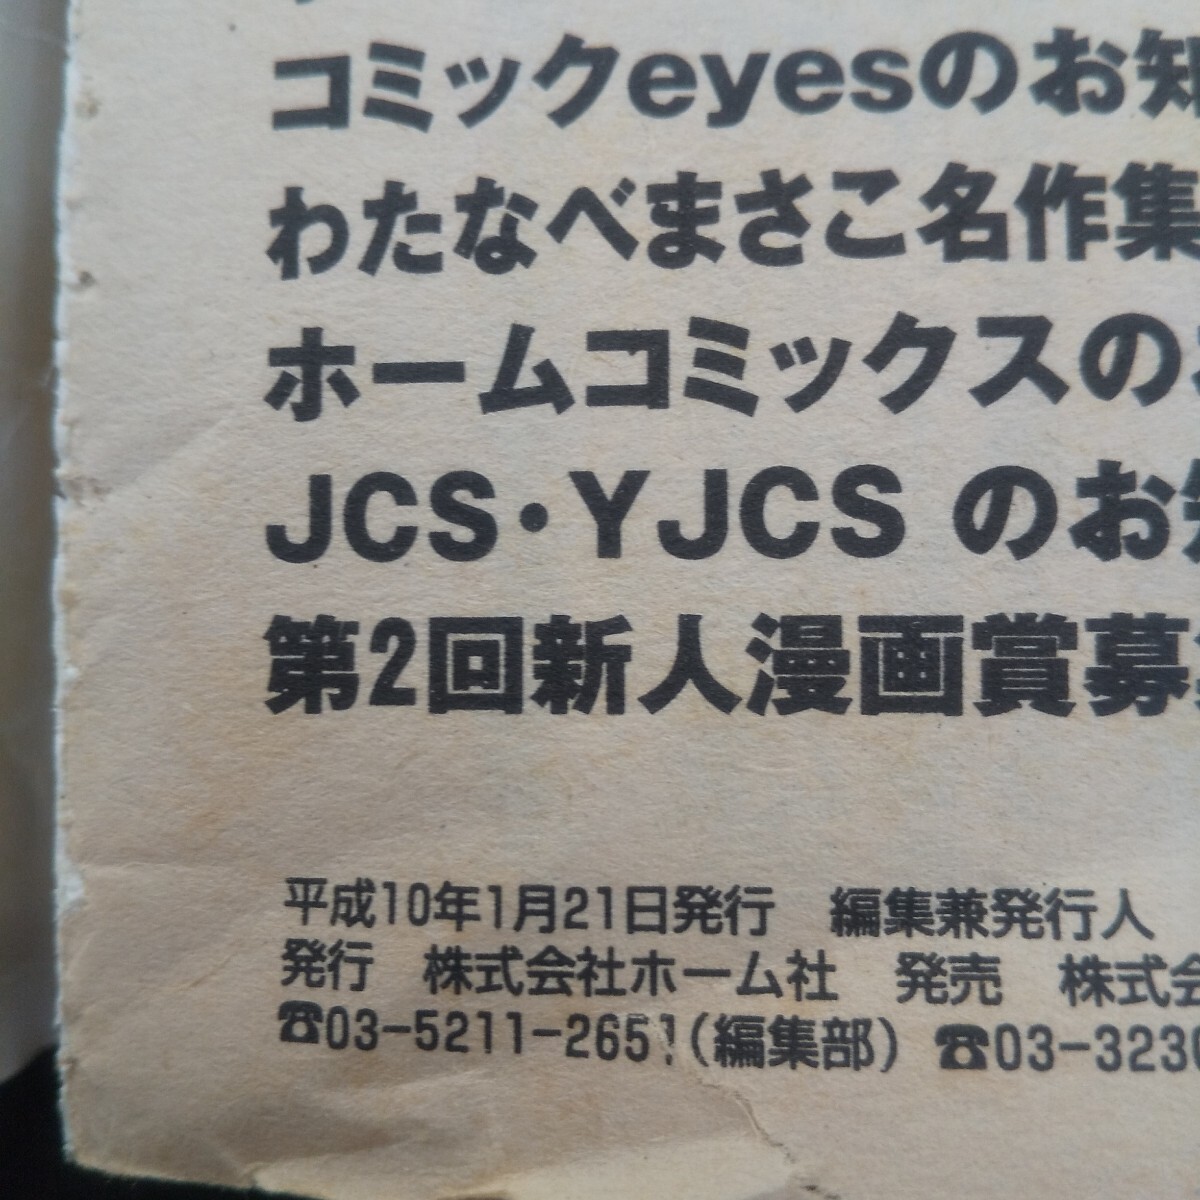 コミックeyesのお知
わたなべまさこ名作集
ホームコミックスの
JCS・YJCS のお知
第2回新人漫画賞募
平成10年1月21日発行 編集兼発行人
発行 株式会社ホーム社 発売 株式会
☎03-5211-2651(編集部) ☎03-3230